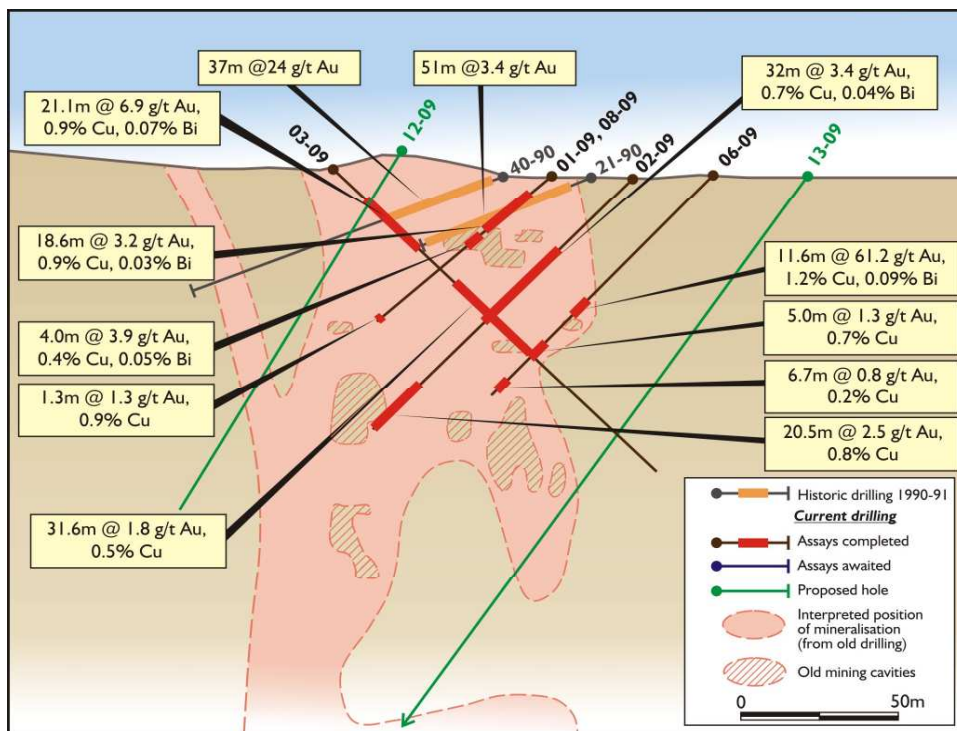 37m @24 g/t Au
51m @3.4 g/t Au
32m @ 3.4 g/t Au,
0.7% Cu, 0.04% Bi
21.1m @ 6.9 g/t Au,
0.9% Cu, 0.07% Bi
03-09
12-09
40-90
01-09, 08-09
21-90
02-09
06-09
13-09
18.6m @ 3.2 g/t Au,
0.9% Cu, 0.03% Bi
11.6m @ 61.2 g/t Au,
1.2% Cu, 0.09% Bi
4.0m @ 3.9 g/t Au,
0.4% Cu, 0.05% Bi
5.0m @ 1.3 g/t Au,
0.7% Cu
1.3m @ 1.3 g/t Au,
0.9% Cu
6.7m @ 0.8 g/t Au,
0.2% Cu
20.5m @ 2.5 g/t Au,
0.8% Cu
31.6m @ 1.8 g/t Au,
0.5% Cu
Historic drilling 1990-91
Current drilling
Assays completed
Assays awaited
Proposed hole
Interpreted position
of mineralisation
(from old drilling)
Old mining cavities
0 50m